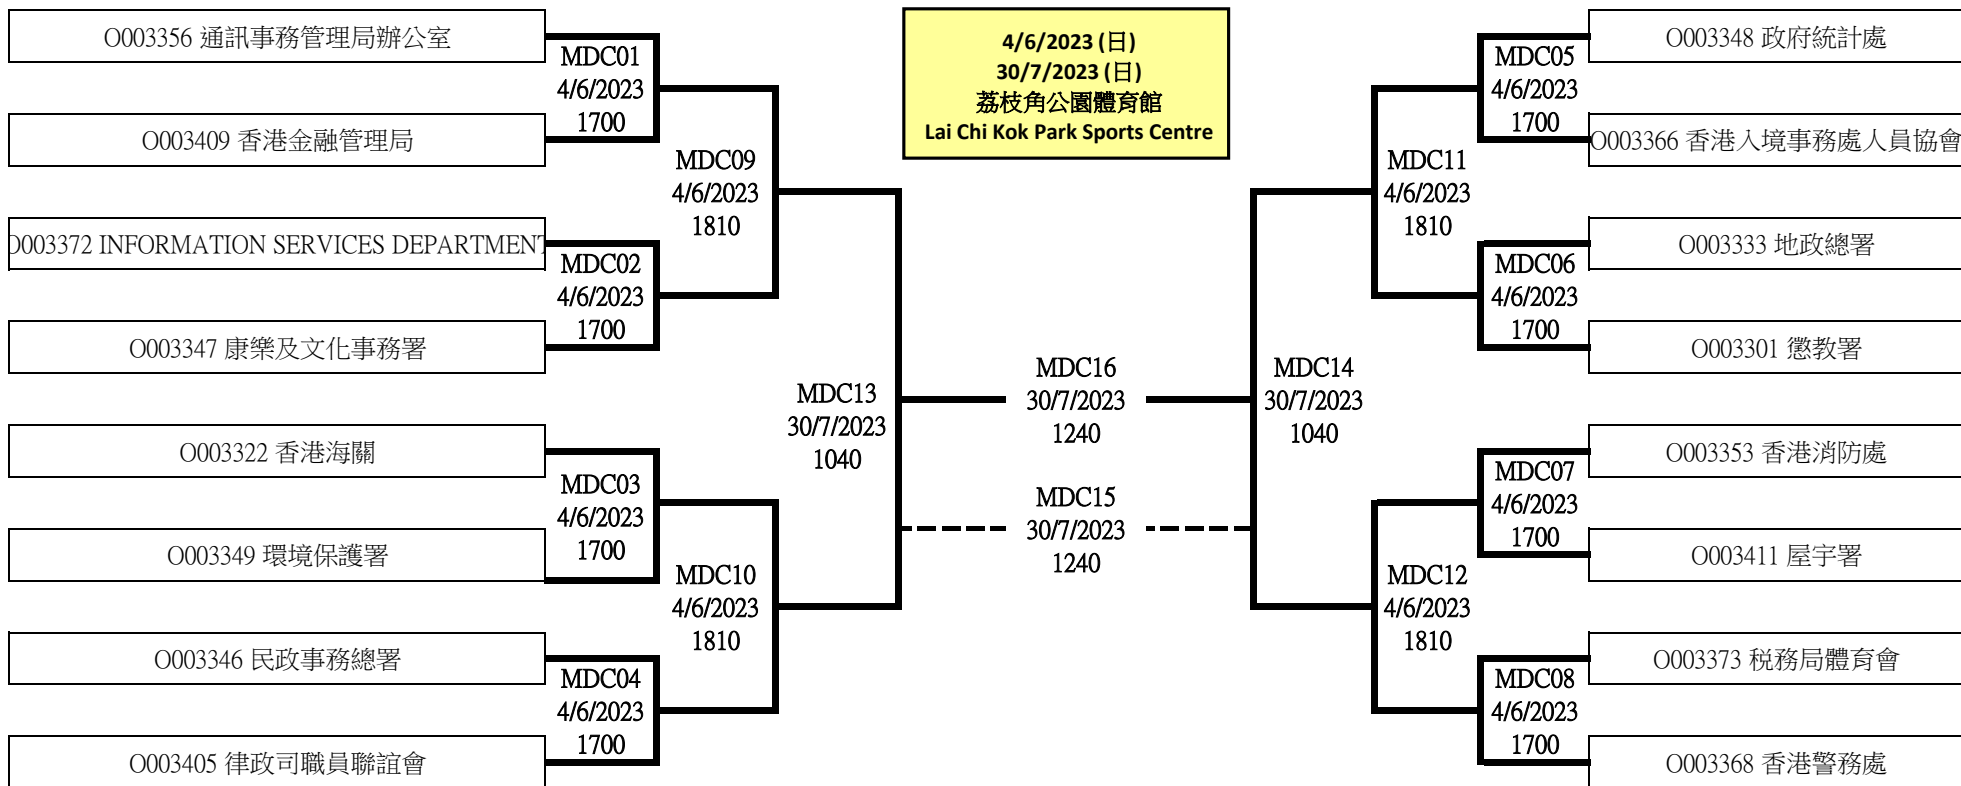 O003356 通訊事務管理局辦公室
MDC01
4/6/2023
1700
O003409 香港金融管理局
MDC09
4/6/2023
1810
O003372 INFORMATION SERVICES DEPARTMENT
MDC02
4/6/2023
1700
O003347 康樂及文化事務署
MDC13
30/7/2023
1040
O003322 香港海關
MDC03
4/6/2023
1700
O003349 環境保護署
MDC10
4/6/2023
1810
O003346 民政事務總署
MDC04
4/6/2023
1700
O003405 律政司職員聯誼會
4/6/2023 (日)
30/7/2023 (日)
荔枝角公園體育館
Lai Chi Kok Park Sports Centre
MDC16
30/7/2023
1240
MDC15
30/7/2023
1240
O003348 政府統計處
MDC05
4/6/2023
1700
O003366 香港入境事務處人員協會
MDC11
4/6/2023
1810
O003333 地政總署
MDC06
4/6/2023
1700
O003301 懲教署
MDC14
30/7/2023
1040
O003353 香港消防處
MDC07
4/6/2023
1700
O003411 屋宇署
MDC12
4/6/2023
1810
O003373 稅務局體育會
MDC08
4/6/2023
1700
O003368 香港警務處